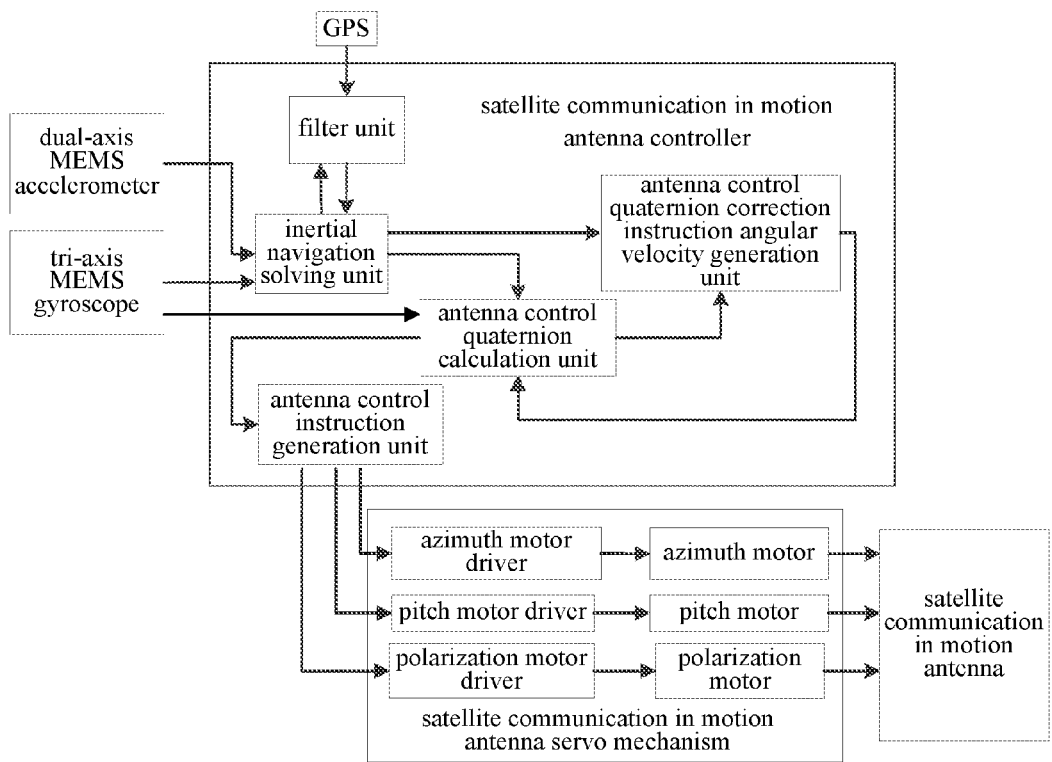 GPS
satellite communication in motion
antenna controller
filter unit
dual-axis
MEMS
accelerometer
antenna control
quaternion correction
instruction angular
velocity generation
unit
inertial
navigation
solving unit
tri-axis
MEMS
gyroscope
antenna control
quaternion
calculation unit
antenna control
instruction
generation unit
azimuth motor
driver
azimuth motor
pitch motor driver
pitch motor
polarization motor
driver
polarization
motor
satellite
communication
in motion
antenna
satellite communication in motion
antenna servo mechanism